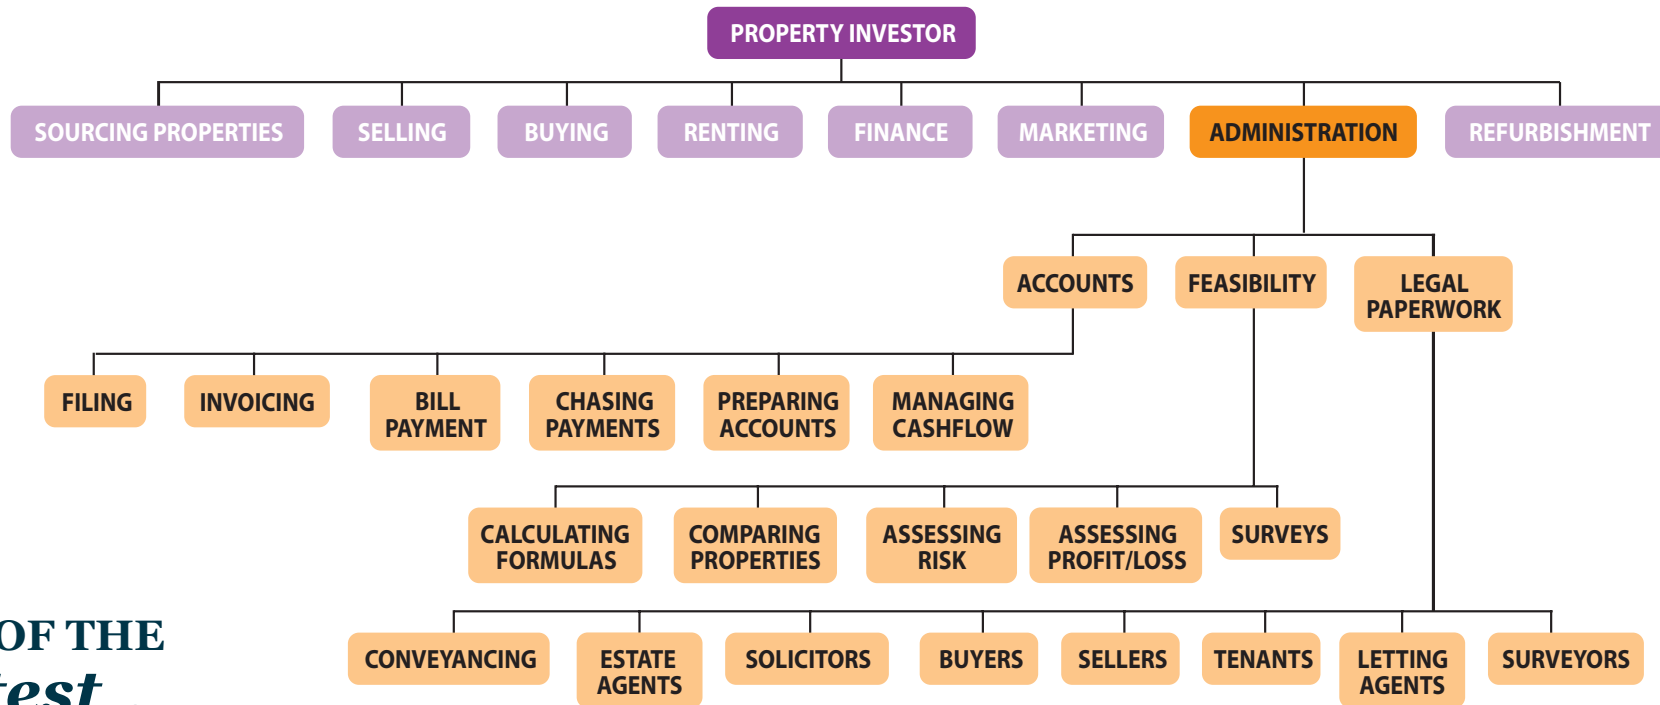 PROPERTY INVESTOR
SOURCING PROPERTIES
SELLING
BUYING
RENTING
FINANCE
MARKETING
ADMINISTRATION
REFURBISHMENT
ACCOUNTS
FEASIBILITY
LEGAL
PAPERWORK
FILING
INVOICING
BILL
PAYMENT
CHASING
PAYMENTS
PREPARING
ACCOUNTS
MANAGING
CASHFLOW
CALCULATING
FORMULAS
COMPARING
PROPERTIES
ASSESSING
RISK
ASSESSING
PROFIT/LOSS
SURVEYS
CONVEYANCING
ESTATE
AGENTS
SOLICITORS
BUYERS
SELLERS
TENANTS
LETTING
AGENTS
SURVEYORS
OF THE